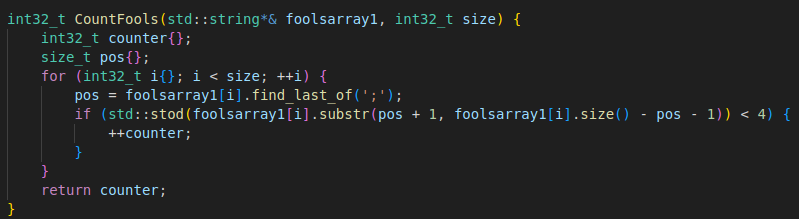 int32_t CountFools(std::string*& foolsarray1, int32_t size) {
    int32_t counter{};
    size_t pos{};
    for (int32_t i{}; i < size; ++i) {
        pos = foolsarray1[i].find_last_of(';');
        if (std::stod(foolsarray1[i].substr(pos + 1, foolsarray1[i].size() - pos - 1)) < 4) {
            ++counter;
        }
    }
    return counter;
}